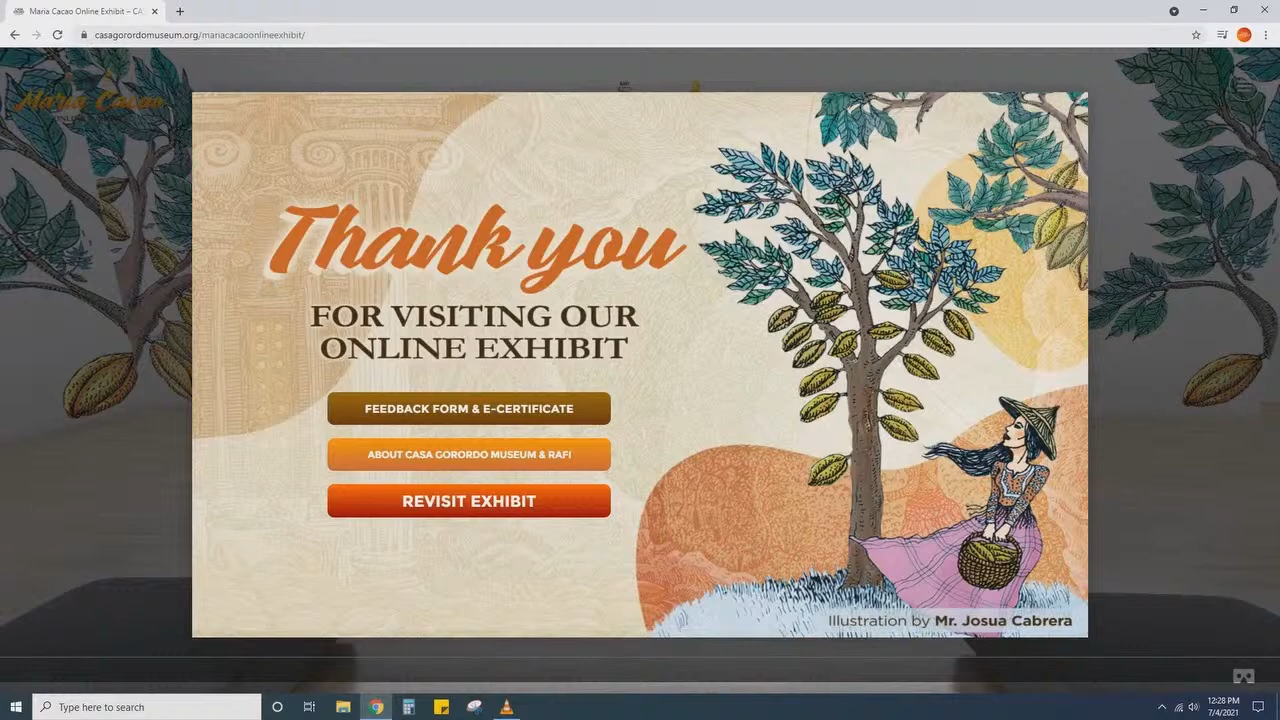 Maria Cacao Online Exhibit – CA
casagorordomuseum.org/mariacacaoonlineexhibit/
Maria Cacao
Thank you
FOR VISITING OUR
ONLINE EXHIBIT
FEEDBACK FORM & E-CERTIFICATE
ABOUT CASA GORORDO MUSEUM & RAFI
REVISIT EXHIBIT
Illustration by Mr. Josua Cabrera
Type here to search
12:28 PM
7/4/2021